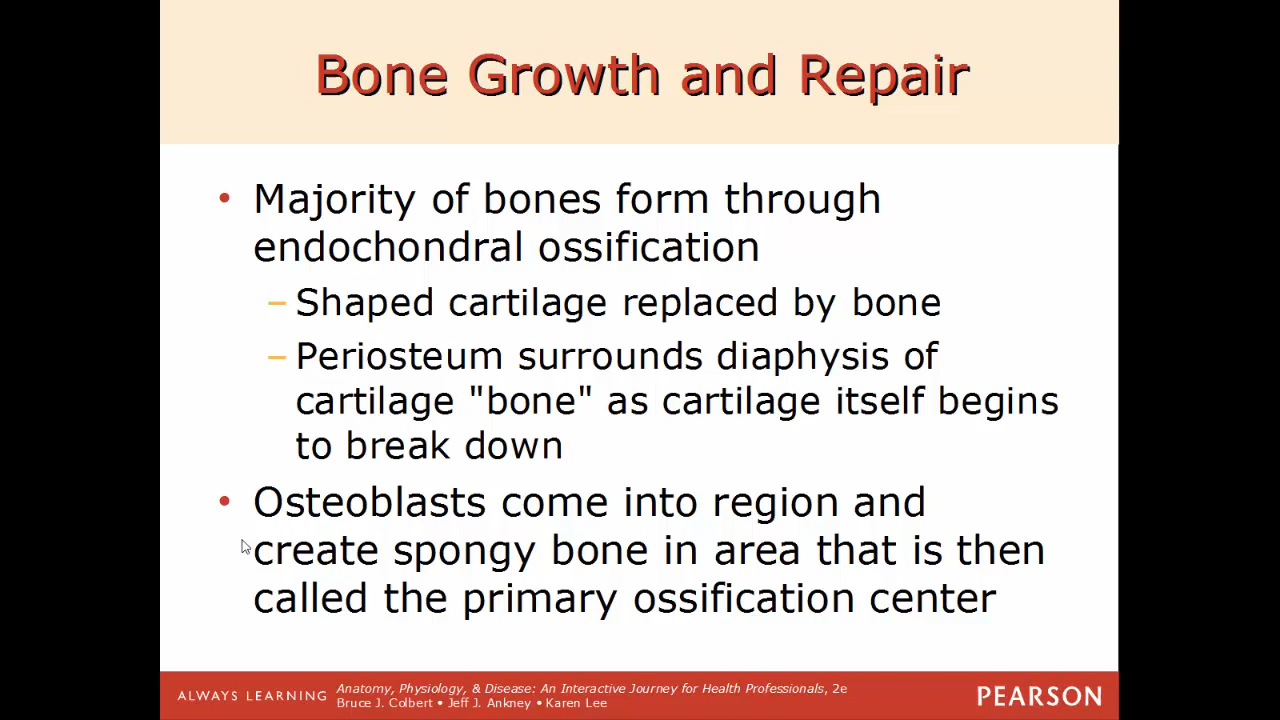 Bone Growth and Repair
• Majority of bones form through
endochondral ossification
– Shaped cartilage replaced by bone
– Periosteum surrounds diaphysis of
cartilage "bone" as cartilage itself begins
to break down
• Osteoblasts come into region and
create spongy bone in area that is then
called the primary ossification center
ALWAYS LEARNING
Anatomy, Physiology, & Disease: An Interactive Journey for Health Professionals, 2e
Bruce J. Colbert • Jeff J. Ankney • Karen Lee
PEARSON